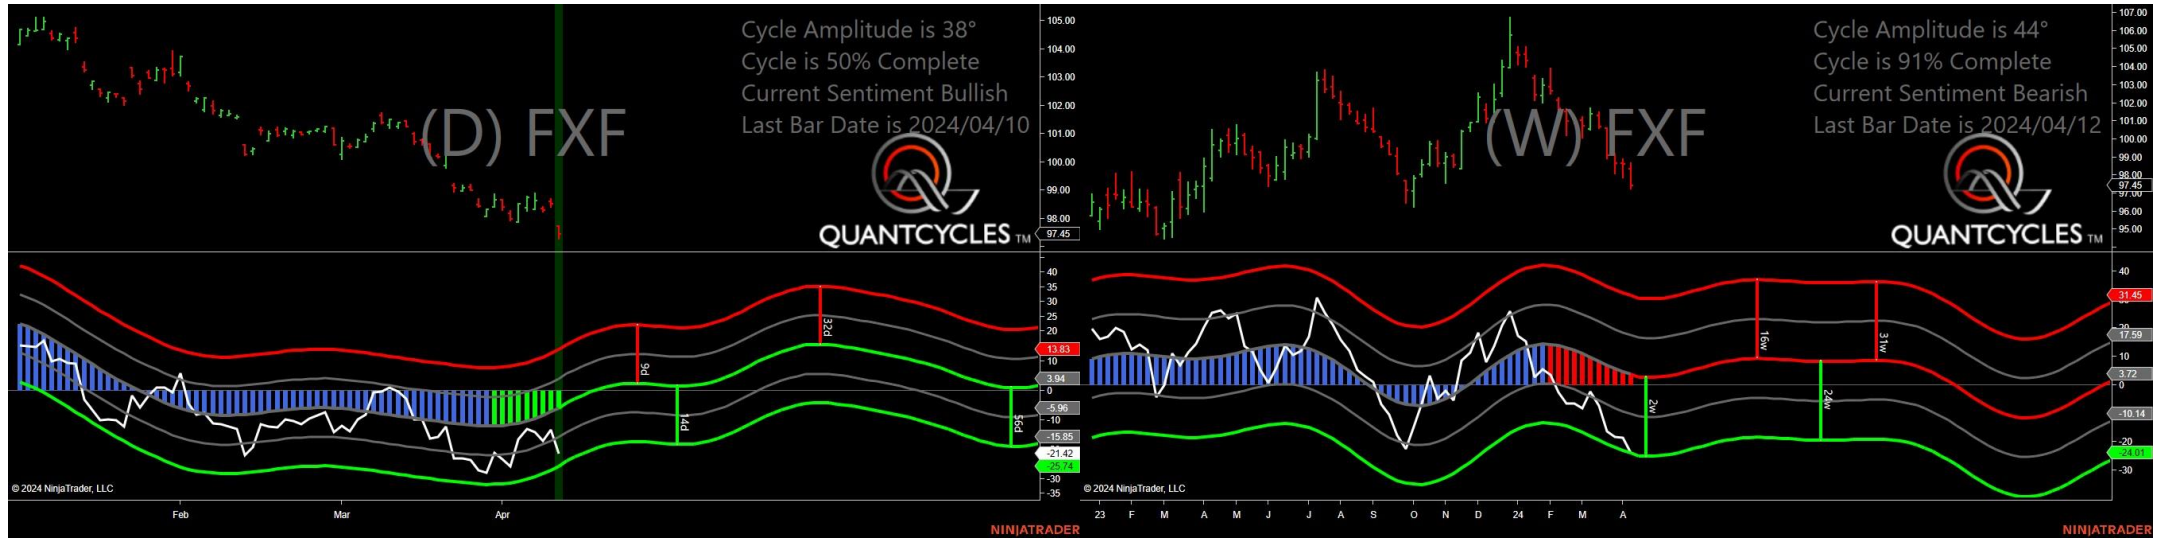 Cycle Amplitude is 38°
Cycle is 50% Complete
Current Sentiment Bullish
Last Bar Date is 2024/04/10
(D) FXF
QUANTCYCLES TM
105.00
104.00
103.00
102.00
101.00
100.00
99.00
98.00
97.45
40
35
30
25
20
13.83
10
3.94
0
-5.96
-10
-15.85
-21.42
-25.74
-30
-35
9d
14d
32d
56d
© 2024 NinjaTrader, LLC
Feb
Mar
Apr
NINJATRADER
Cycle Amplitude is 44°
Cycle is 91% Complete
Current Sentiment Bearish
Last Bar Date is 2024/04/12
(W) FXF
QUANTCYCLES TM
107.00
106.00
105.00
104.00
103.00
102.00
101.00
100.00
99.00
98.00
97.45
97.00
96.00
95.00
40
31.45
20
17.59
10
3.72
0
-10.14
-20
-24.01
-30
2w
16w
24w
31w
© 2024 NinjaTrader, LLC
23
F
M
A
M
J
J
A
S
O
N
D
24
F
M
A
NINJATRADER